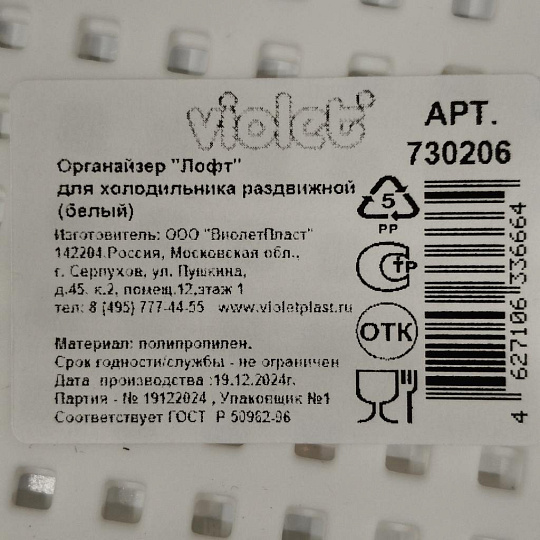 violet
АРТ.
730206
Органайзер "Лофт"
для холодильника раздвижной
(белый)
Изготовитель: ООО "ВиолетПласт"
142204,Россия, Московская обл.,
г. Серпухов, ул. Пушкина,
д.45, к.2, помещ.12,этаж 1
тел: 8 (495) 777-44-55 www.violetplast.ru
Материал: полипропилен.
Срок годности/службы - не ограничен
Дата производства :19.12.2024г.
Партия - № 19122024 , Упаковщик №1
Соответствует ГОСТ Р 50962-96
5
PP
ОТК
4 627106 336664